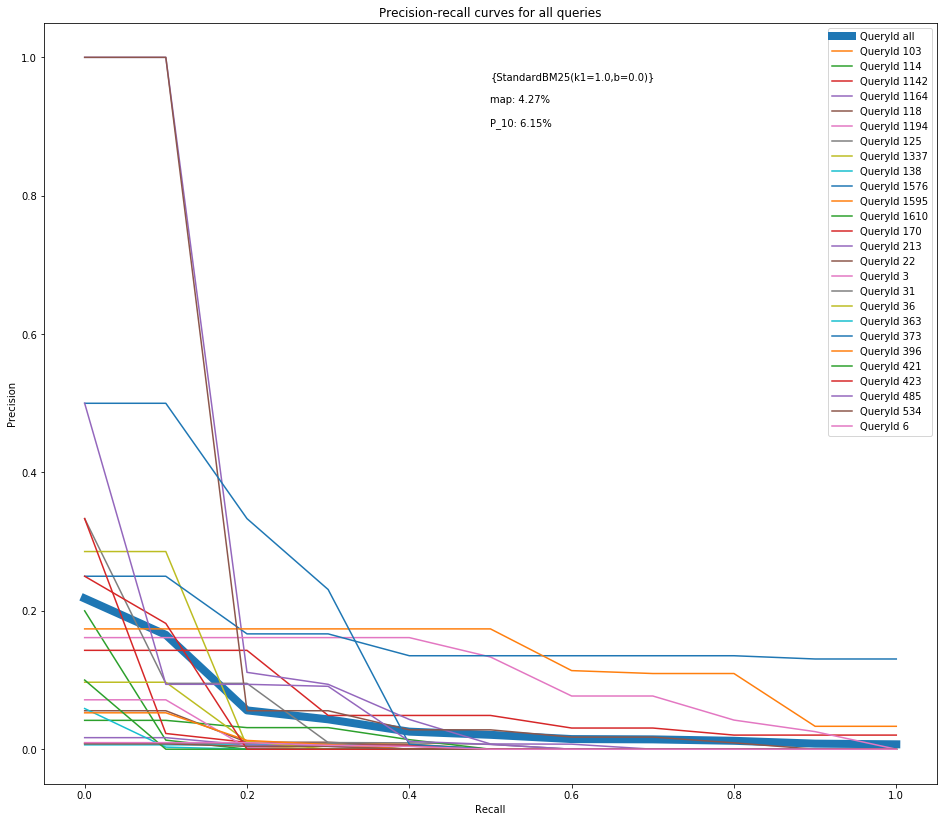 Precision-recall curves for all queries
{StandardBM25(k1=1.0,b=0.0)}
map: 4.27%
P_10: 6.15%
QueryId all
QueryId 103
QueryId 114
QueryId 1142
QueryId 1164
QueryId 118
QueryId 1194
QueryId 125
QueryId 1337
QueryId 138
QueryId 1576
QueryId 1595
QueryId 1610
QueryId 170
QueryId 213
QueryId 22
QueryId 3
QueryId 31
QueryId 36
QueryId 363
QueryId 373
QueryId 396
QueryId 421
QueryId 423
QueryId 485
QueryId 534
QueryId 6
Precision
1.0
0.8
0.6
0.4
0.2
0.0
0.0 0.2 0.4 0.6 0.8 1.0
Recall